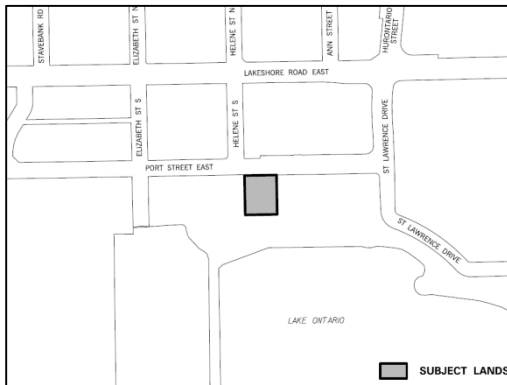 STAVEBANK RD
ELIZABETH ST N
HELENE ST N
ANN STREET
HURONTARIO
STREET
LAKESHORE ROAD EAST
ELIZABETH ST S
HELENE ST S
ST LAWRENCE DRIVE
PORT STREET EAST
ST LAWRENCE DRIVE
LAKE ONTARIO
SUBJECT LANDS